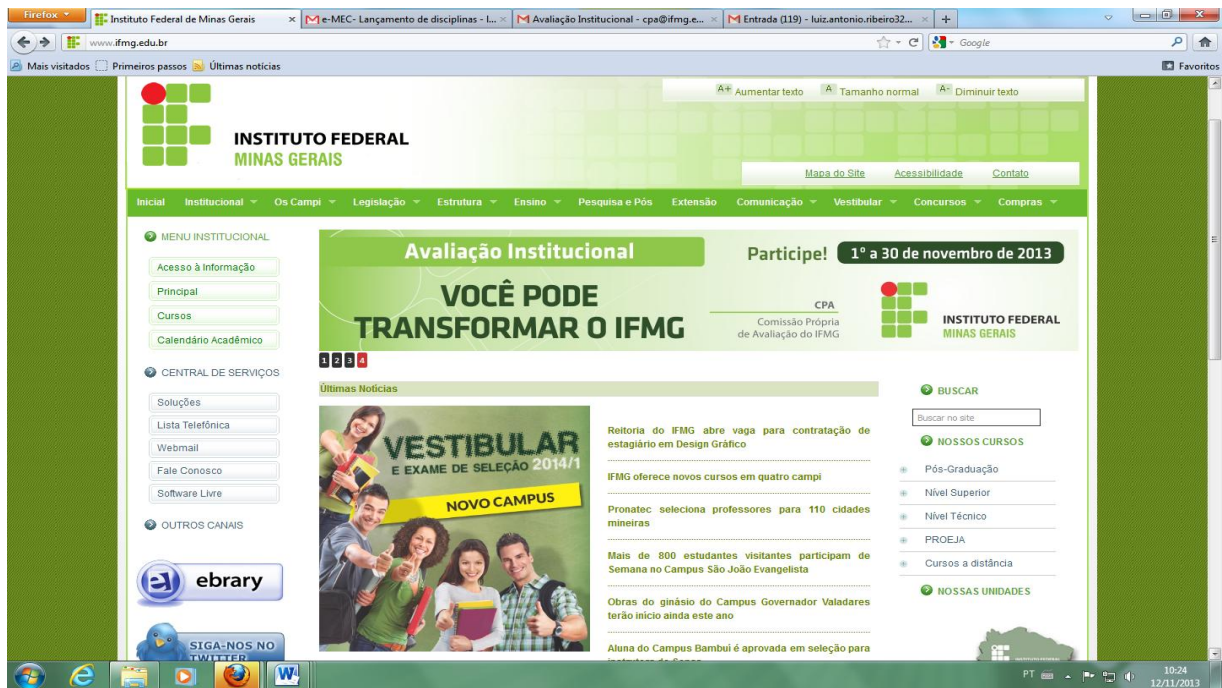 Firefox
Instituto Federal de Minas Gerais
e-MEC- Lançamento de disciplinas - I...
Avaliação Institucional - cpa@ifmg.e...
Entrada (119) - luiz.antonio.ribeiro32...
www.ifmg.edu.br
Google
Mais visitados
Primeiros passos
Últimas notícias
Favoritos
A+ Aumentar texto
A Tamanho normal
A- Diminuir texto
INSTITUTO FEDERAL
MINAS GERAIS
Mapa do Site
Acessibilidade
Contato
Inicial
Institucional
Os Campi
Legislação
Estrutura
Ensino
Pesquisa e Pós
Extensão
Comunicação
Vestibular
Concursos
Compras
MENU INSTITUCIONAL
Acesso à Informação
Principal
Cursos
Calendário Acadêmico
CENTRAL DE SERVIÇOS
Soluções
Lista Telefônica
Webmail
Fale Conosco
Software Livre
OUTROS CANAIS
ebrary
SIGA-NOS NO
TWITTER
Avaliação Institucional
Participe! 1º a 30 de novembro de 2013
VOCÊ PODE
TRANSFORMAR O IFMG
CPA
Comissão Própria
de Avaliação do IFMG
INSTITUTO FEDERAL
MINAS GERAIS
1 2 3 4
Últimas Notícias
VESTIBULAR
E EXAME DE SELEÇÃO 2014/1
NOVO CAMPUS
Reitoria do IFMG abre vaga para contratação de
estagiário em Design Gráfico
IFMG oferece novos cursos em quatro campi
Pronatec seleciona professores para 110 cidades
mineiras
Mais de 800 estudantes visitantes participam de
Semana no Campus São João Evangelista
Obras do ginásio do Campus Governador Valadares
terão início ainda este ano
Aluna do Campus Bambuí é aprovada em seleção para
BUSCAR
Buscar no site
NOSSOS CURSOS
Pós-Graduação
Nível Superior
Nível Técnico
PROEJA
Cursos a distância
NOSSAS UNIDADES
PT
10:24
12/11/2013